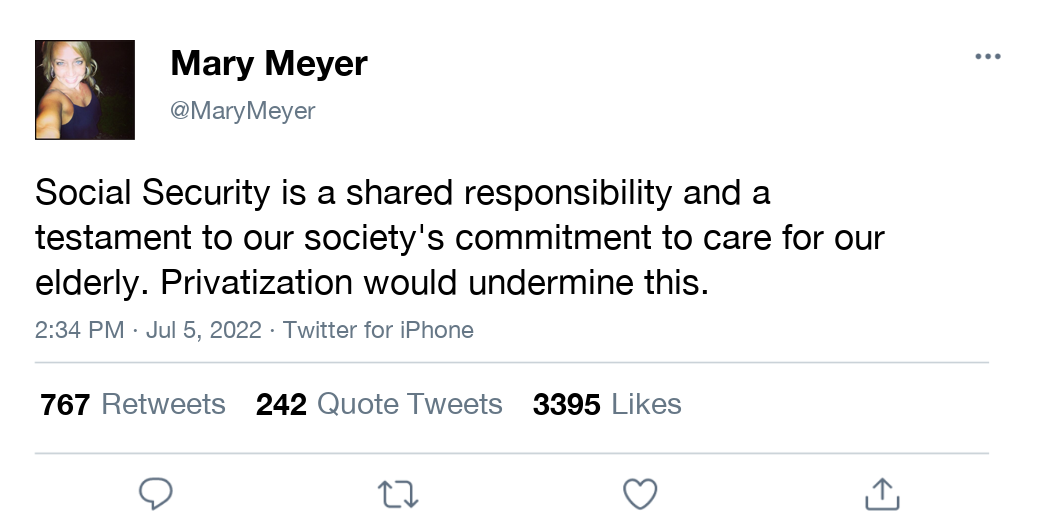 Mary Meyer
@MaryMeyer
Social Security is a shared responsibility and a
testament to our society's commitment to care for our
elderly. Privatization would undermine this.
2:34 PM · Jul 5, 2022 · Twitter for iPhone
767 Retweets 242 Quote Tweets 3395 Likes